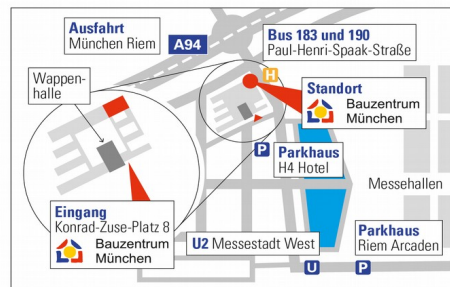 Ausfahrt
München Riem
A94
Bus 183 und 190
Paul-Henri-Spaak-Straße
H
Wappen-
halle
Standort
Bauzentrum
München
P
Parkhaus
H4 Hotel
Messehallen
Eingang
Konrad-Zuse-Platz 8
Bauzentrum
München
U2 Messestadt West
Parkhaus
Riem Arcaden
U
P